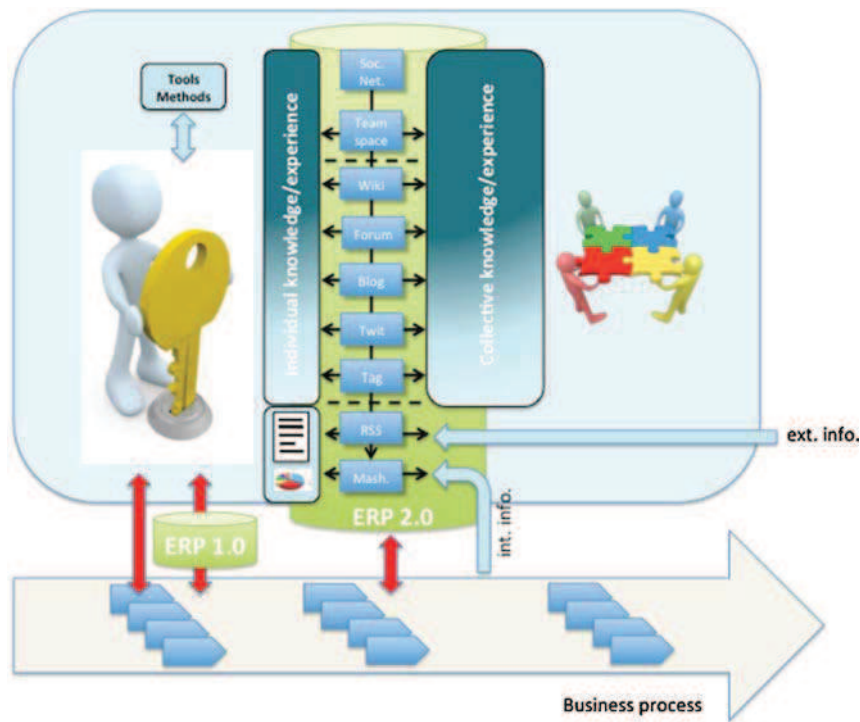 Tools
Methods
Individual knowledge/experience
Soc.
Net.
Team
space
Wiki
Forum
Blog
Twit
Tag
RSS
Mash.
Collective knowledge/experience
ext. info.
int. info.
ERP 2.0
ERP 1.0
Business process